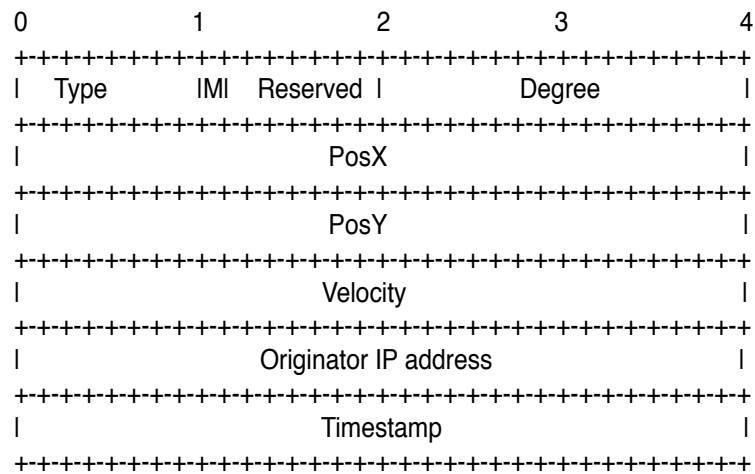 0 1 2 3 4
+-+-+-+-+-+-+-+-+-+-+-+-+-+-+-+-+-+-+-+-+-+-+-+-+-+-+-+-+-+-+-+-+
| Type |M| Reserved | Degree |
+-+-+-+-+-+-+-+-+-+-+-+-+-+-+-+-+-+-+-+-+-+-+-+-+-+-+-+-+-+-+-+-+
| PosX |
+-+-+-+-+-+-+-+-+-+-+-+-+-+-+-+-+-+-+-+-+-+-+-+-+-+-+-+-+-+-+-+-+
| PosY |
+-+-+-+-+-+-+-+-+-+-+-+-+-+-+-+-+-+-+-+-+-+-+-+-+-+-+-+-+-+-+-+-+
| Velocity |
+-+-+-+-+-+-+-+-+-+-+-+-+-+-+-+-+-+-+-+-+-+-+-+-+-+-+-+-+-+-+-+-+
| Originator IP address |
+-+-+-+-+-+-+-+-+-+-+-+-+-+-+-+-+-+-+-+-+-+-+-+-+-+-+-+-+-+-+-+-+
| Timestamp |
+-+-+-+-+-+-+-+-+-+-+-+-+-+-+-+-+-+-+-+-+-+-+-+-+-+-+-+-+-+-+-+-+